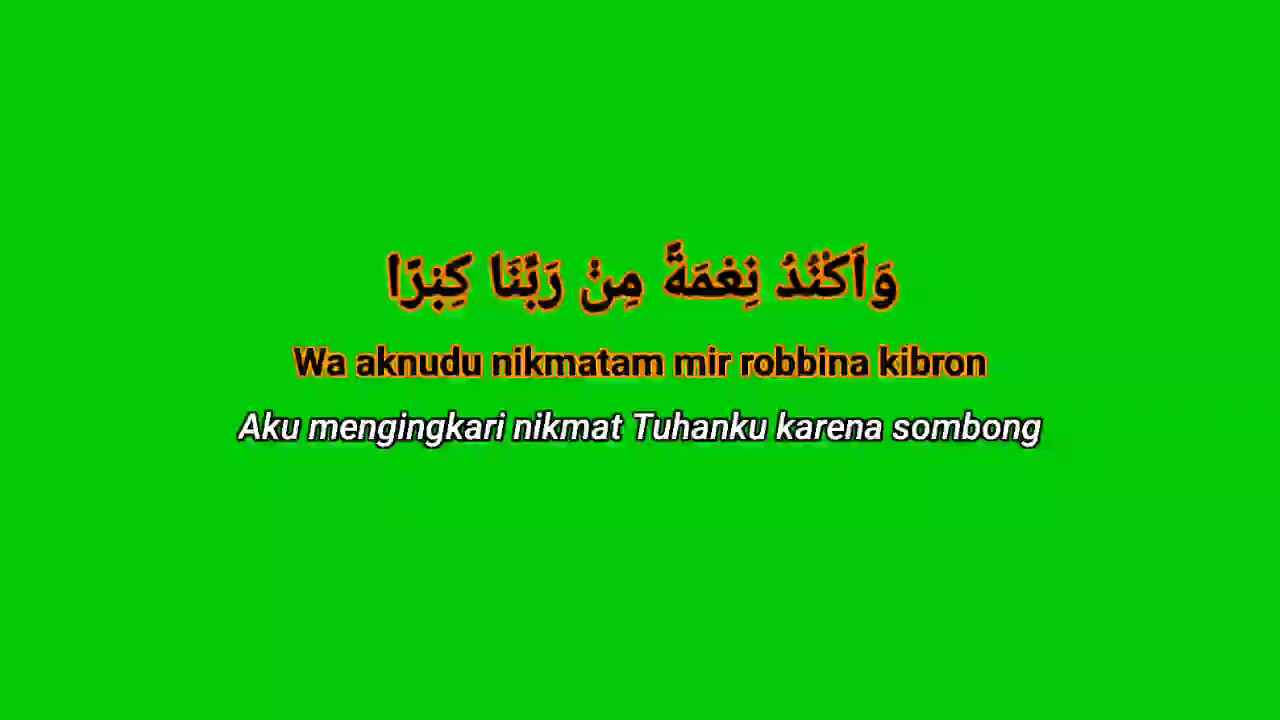 وَاَكْنُدُ نِعْمَةً مِنْ رَبِّنَا كِبْرًا
Wa aknudu nikmatam mir robbina kibron
Aku mengingkari nikmat Tuhanku karena sombong